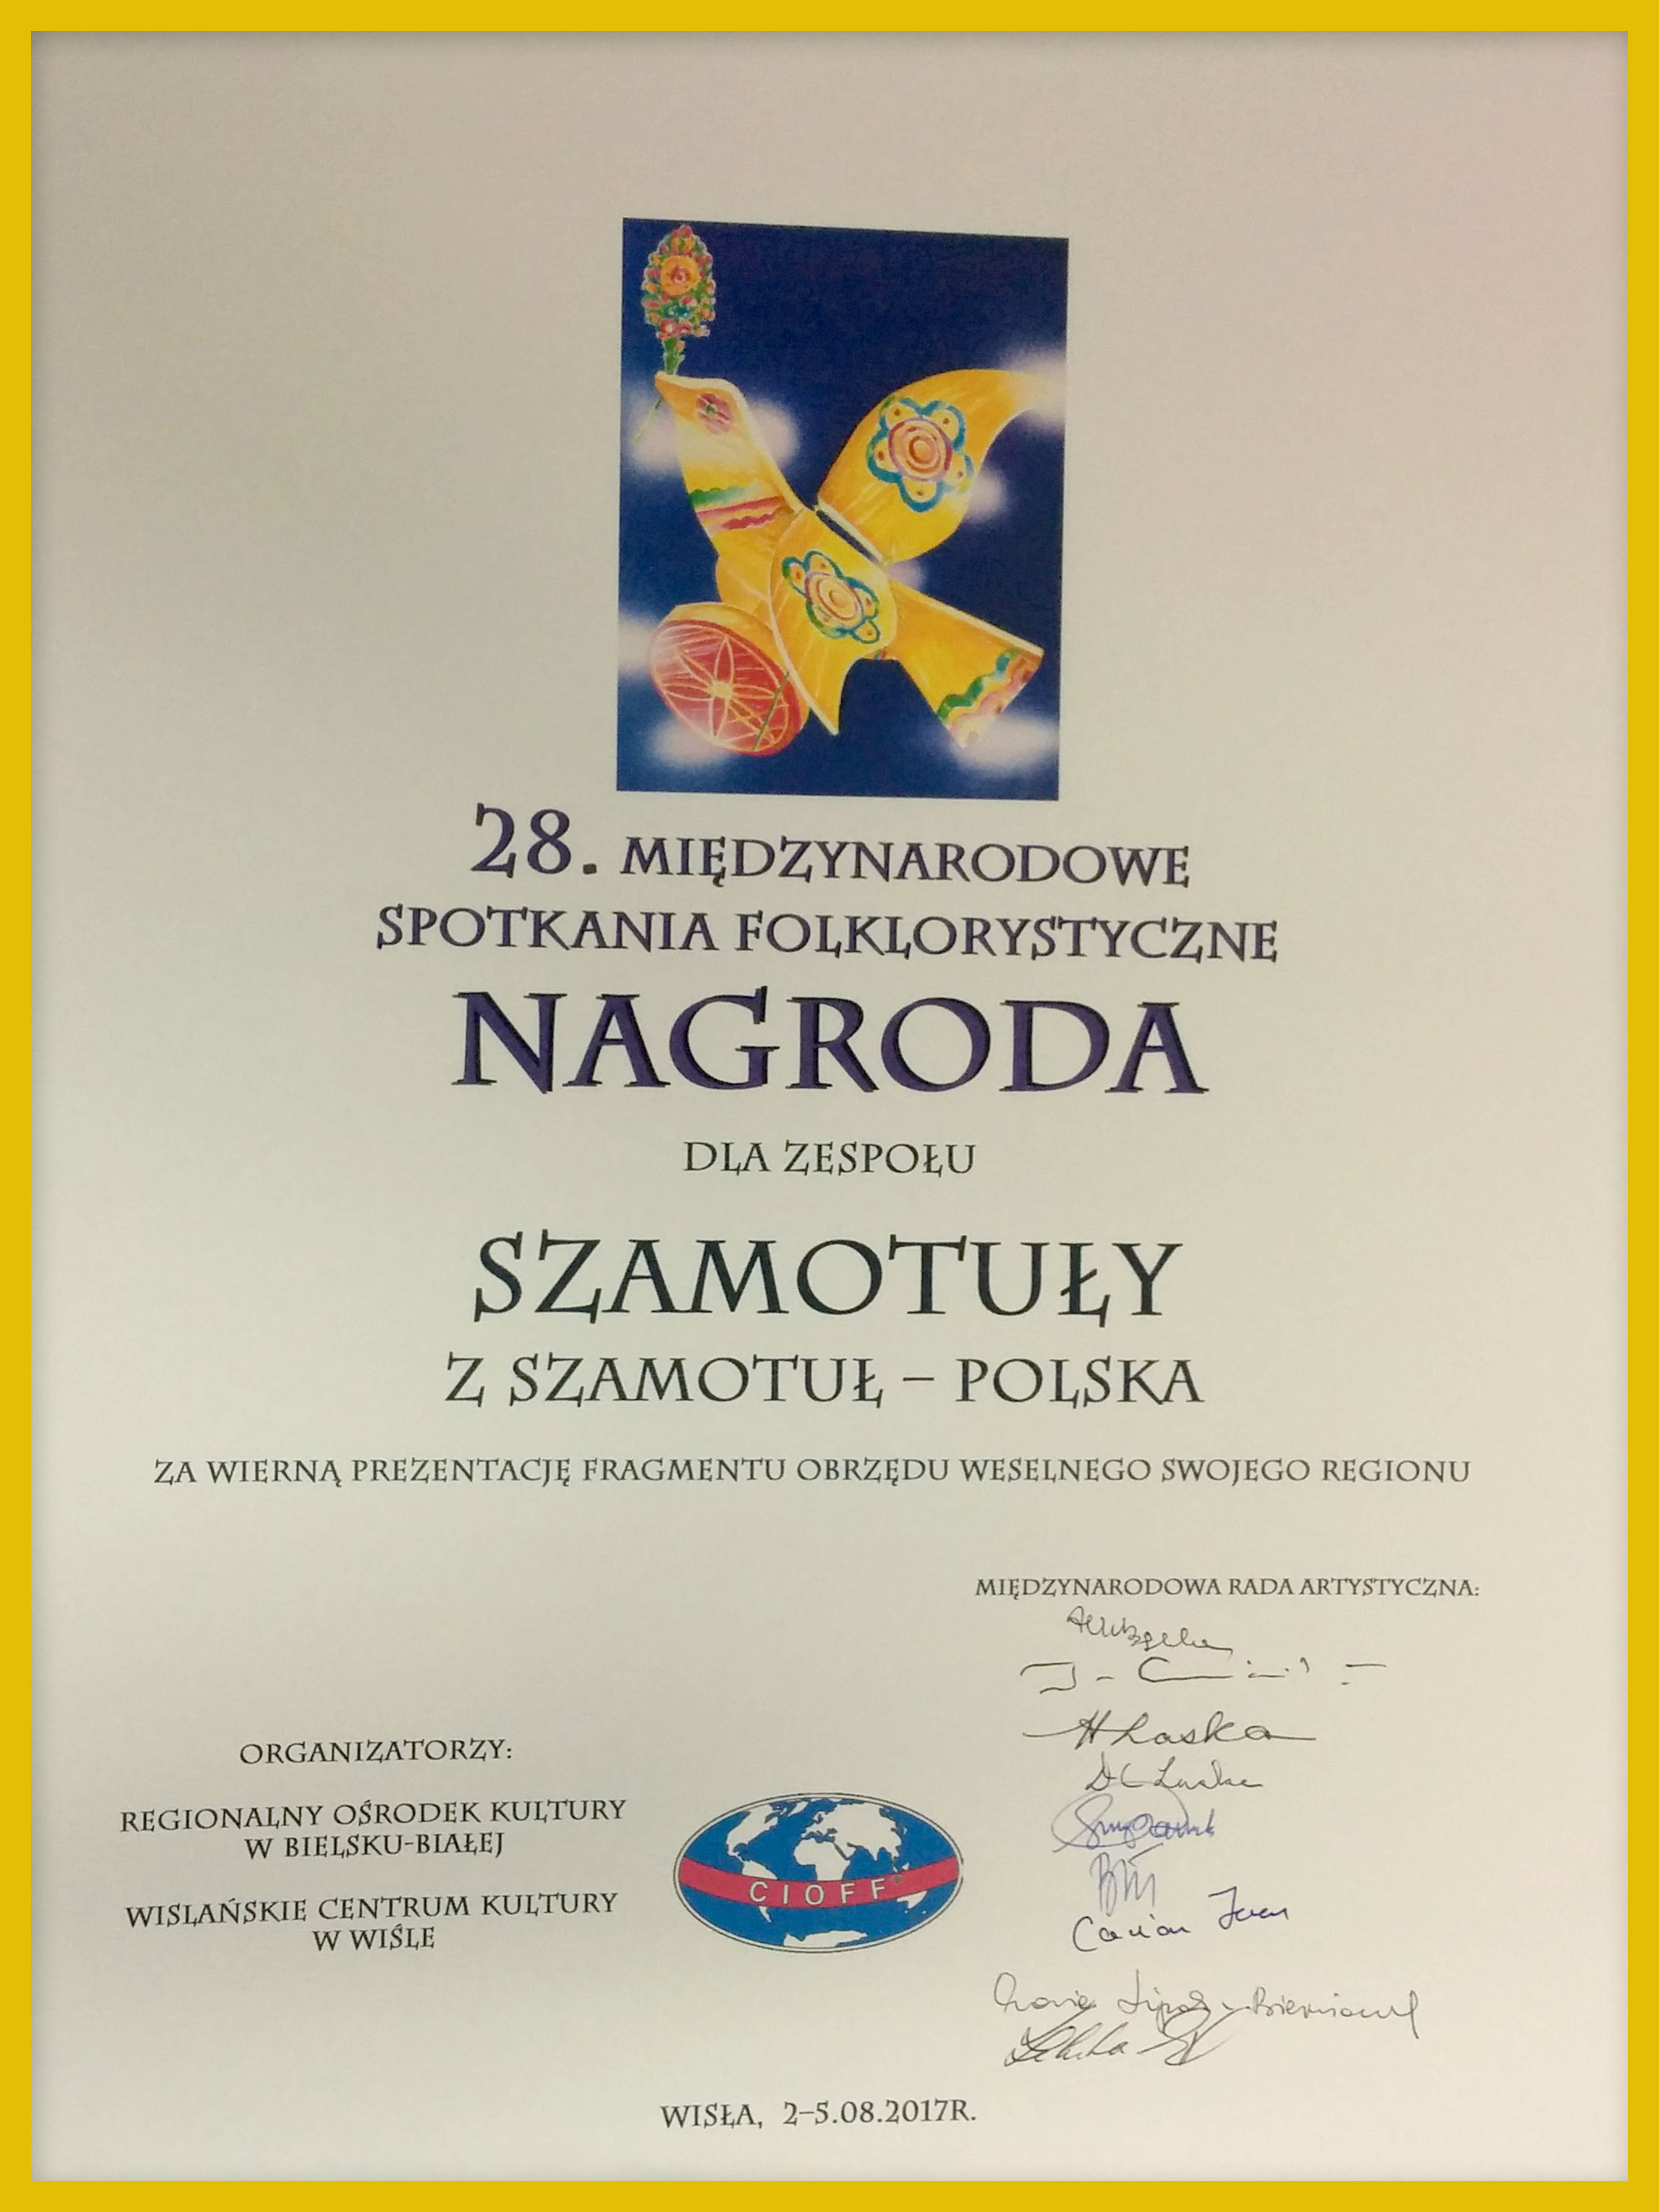 28. MIĘDZYNARODOWE
SPOTKANIA FOLKLORYSTYCZNE
NAGRODA
DLA ZESPOŁU
SZAMOTUŁY
Z SZAMOTUŁ – POLSKA
ZA WIERNĄ PREZENTACJĘ FRAGMENTU OBRZĘDU WESELNEGO SWOJEGO REGIONU
MIĘDZYNARODOWA RADA ARTYSTYCZNA:
ORGANIZATORZY:
REGIONALNY OŚRODEK KULTURY
W BIELSKU-BIAŁEJ
WISLAŃSKIE CENTRUM KULTURY
W WIŚLE
CIOFF
WISŁA, 2–5.08.2017R.